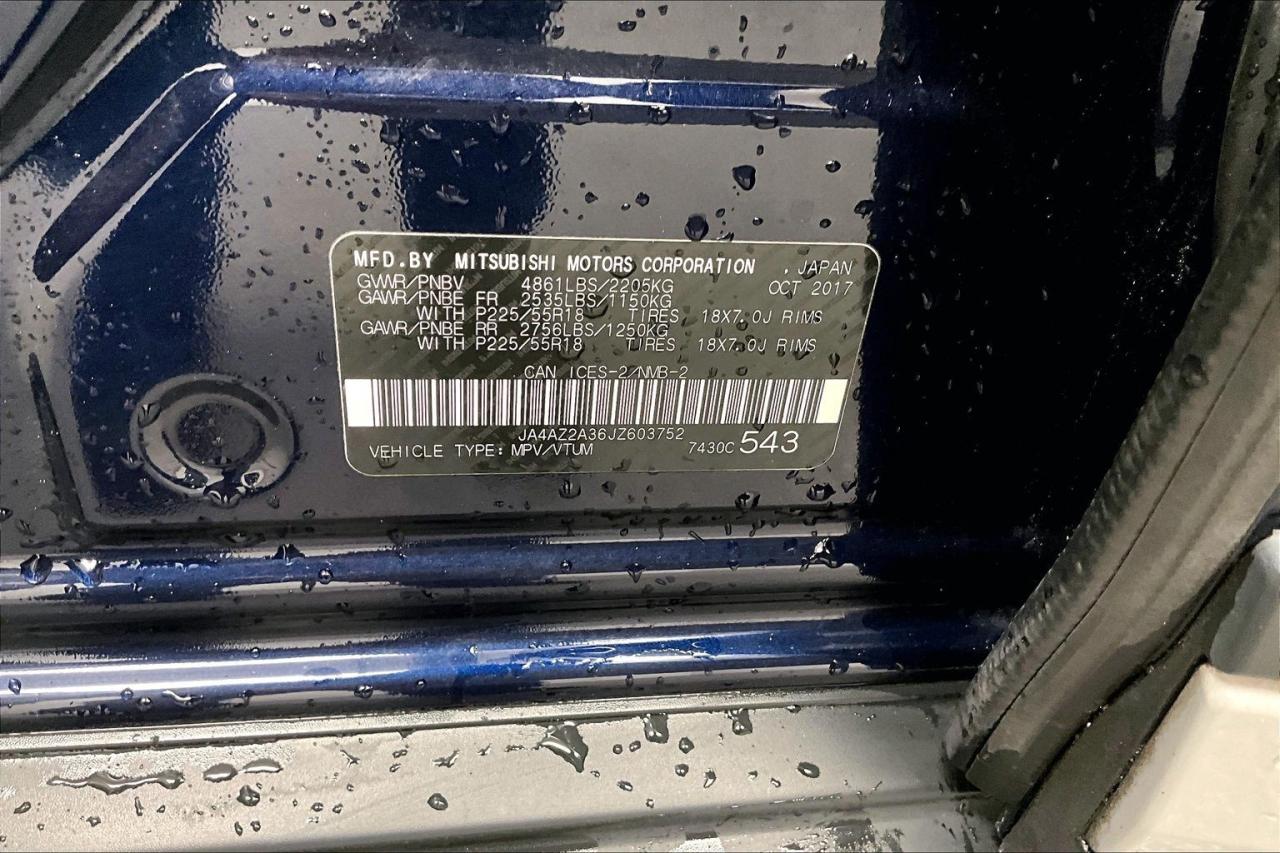 MFD.BY MITSUBISHI MOTORS CORPORATION , JAPAN
GVWR/PNBV 4861LBS/2205KG OCT 2017
GAWR/PNBE FR 2535LBS/1150KG
WITH P225/55R18 TIRES 18X7.0J RIMS
GAWR/PNBE RR 2756LBS/1250KG
WITH P225/55R18 TIRES 18X7.0J RIMS
CAN ICES-2/NMB-2
JA4AZ2A36JZ603752
VEHICLE TYPE: MPV/VTUM 7430C 543